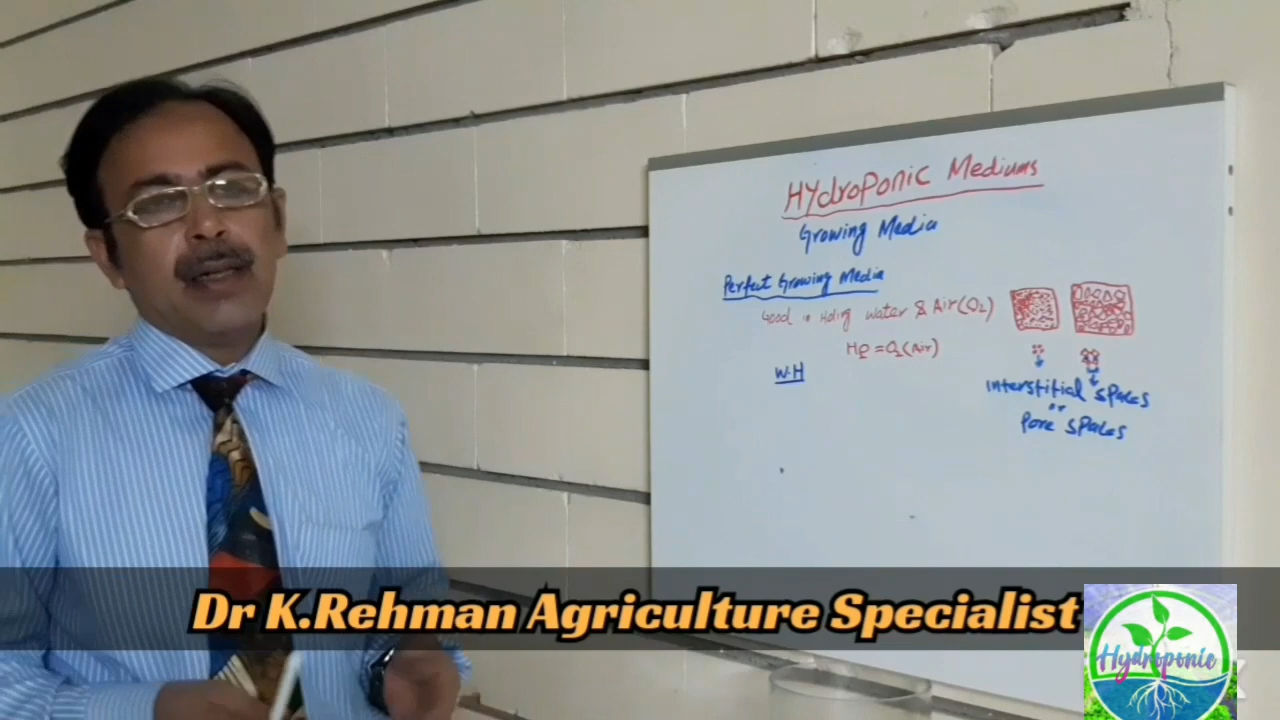 HYdroPonic Mediums
Growing Media
Perfect Growing Media
Good in Holing water & Air(O2)
H2O = O2(Air)
W.H
interstitial spaces
or
Pore spaces
Dr K.Rehman Agriculture Specialist
Hydroponic